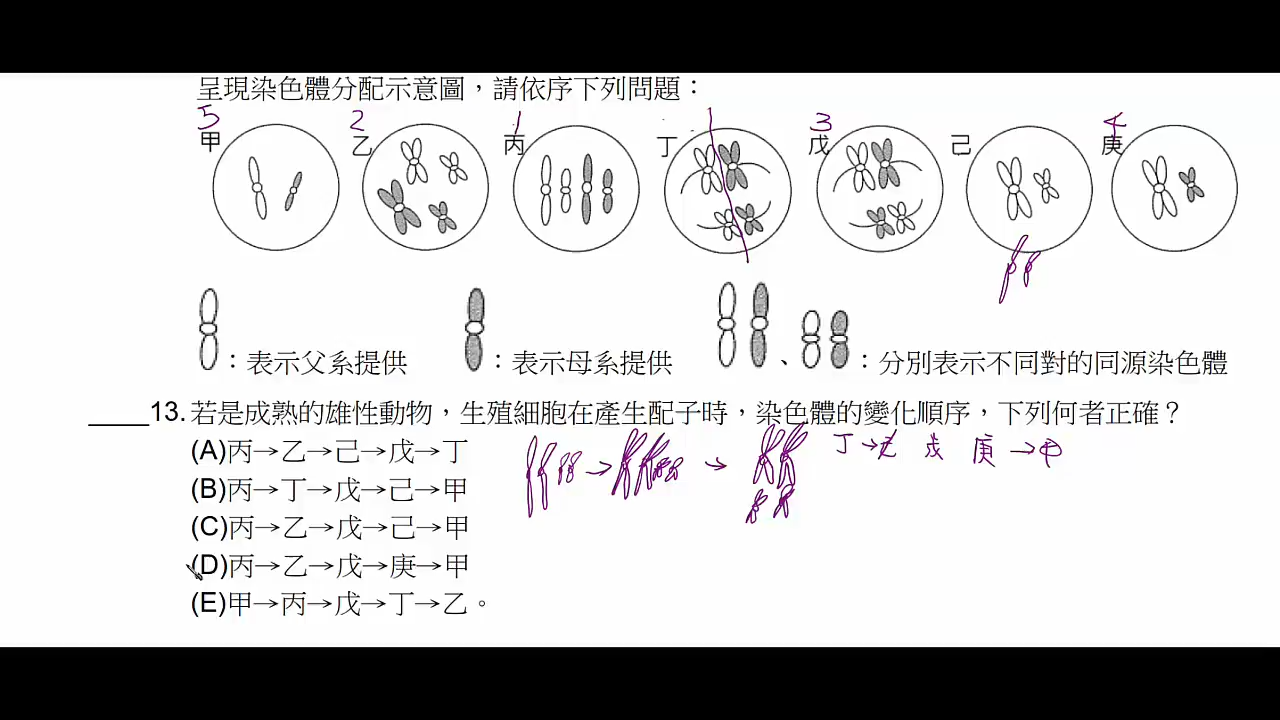 呈現染色體分配示意圖，請依序下列問題：
5 2 1 3 4
甲 乙 丙 丁 戊 己 庚
：表示父系提供 ：表示母系提供 、 ：分別表示不同對的同源染色體
____13. 若是成熟的雄性動物，生殖細胞在產生配子時，染色體的變化順序，下列何者正確？
(A)丙→乙→己→戊→丁 丁→己 戊 庚→甲
(B)丙→丁→戊→己→甲
(C)丙→乙→戊→己→甲
(D)丙→乙→戊→庚→甲
(E)甲→丙→戊→丁→乙。